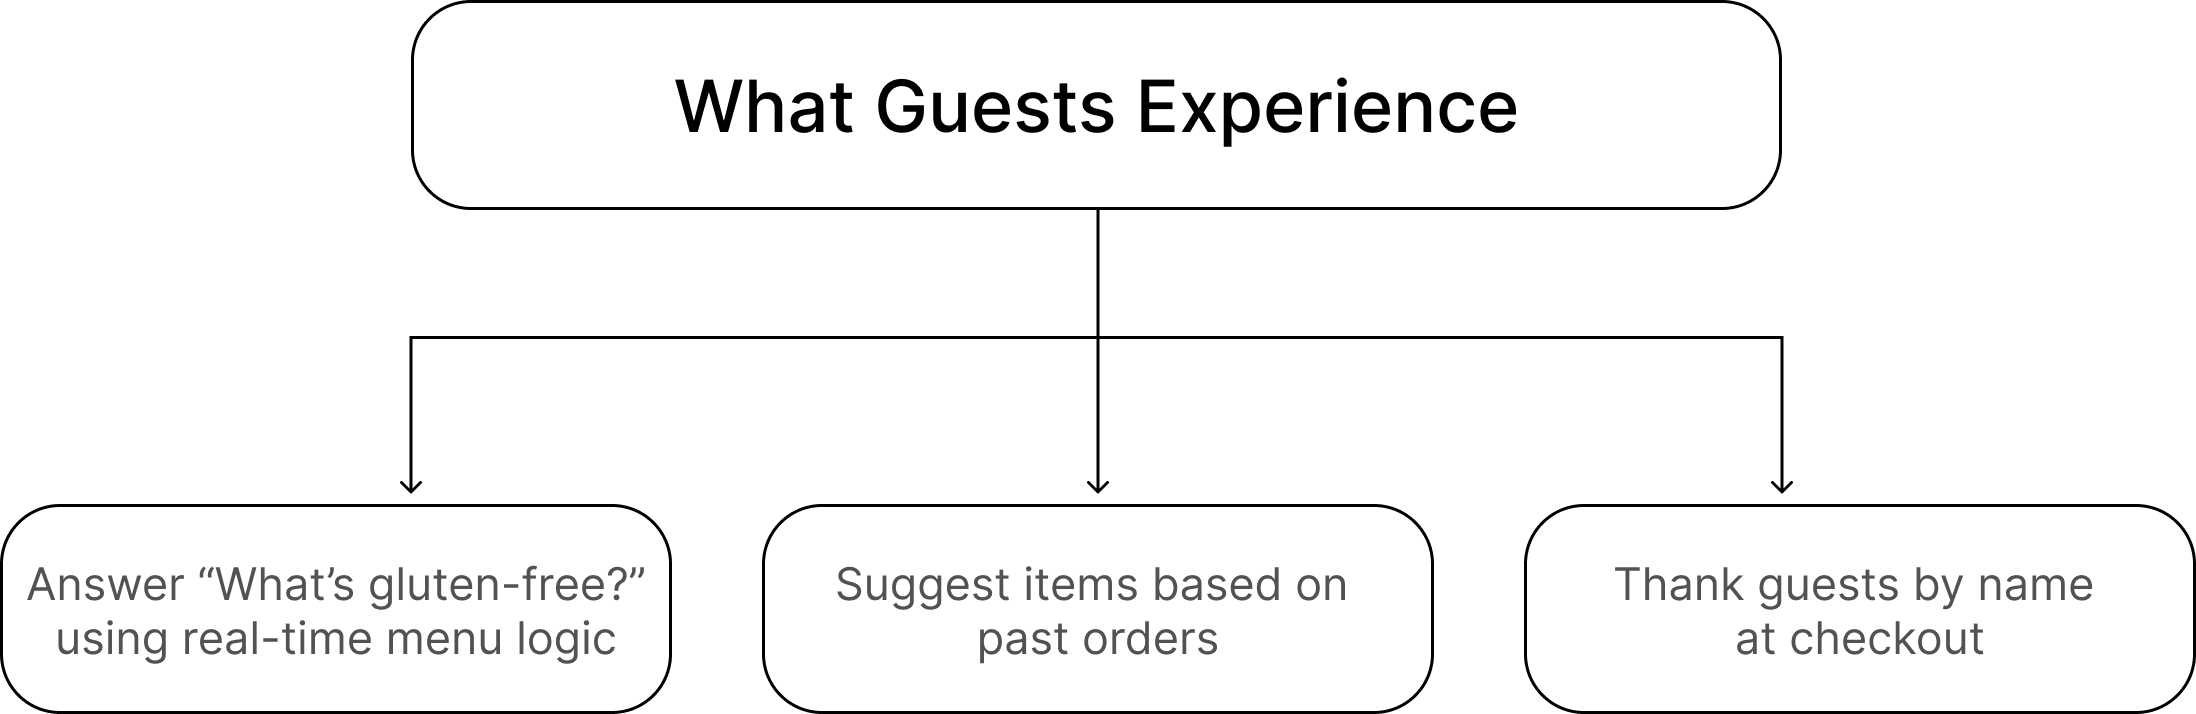 What Guests Experience
Answer “What’s gluten-free?”
using real-time menu logic
Suggest items based on
past orders
Thank guests by name
at checkout